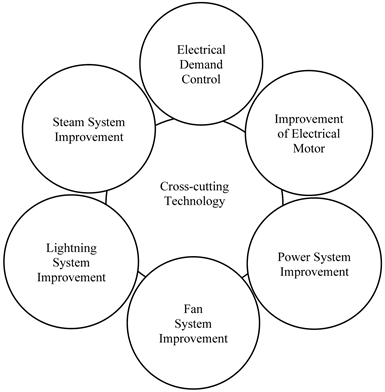 Electrical
Demand
Control
Improvement
of Electrical
Motor
Power System
Improvement
Fan
System
Improvement
Lightning
System
Improvement
Steam System
Improvement
Cross-cutting
Technology